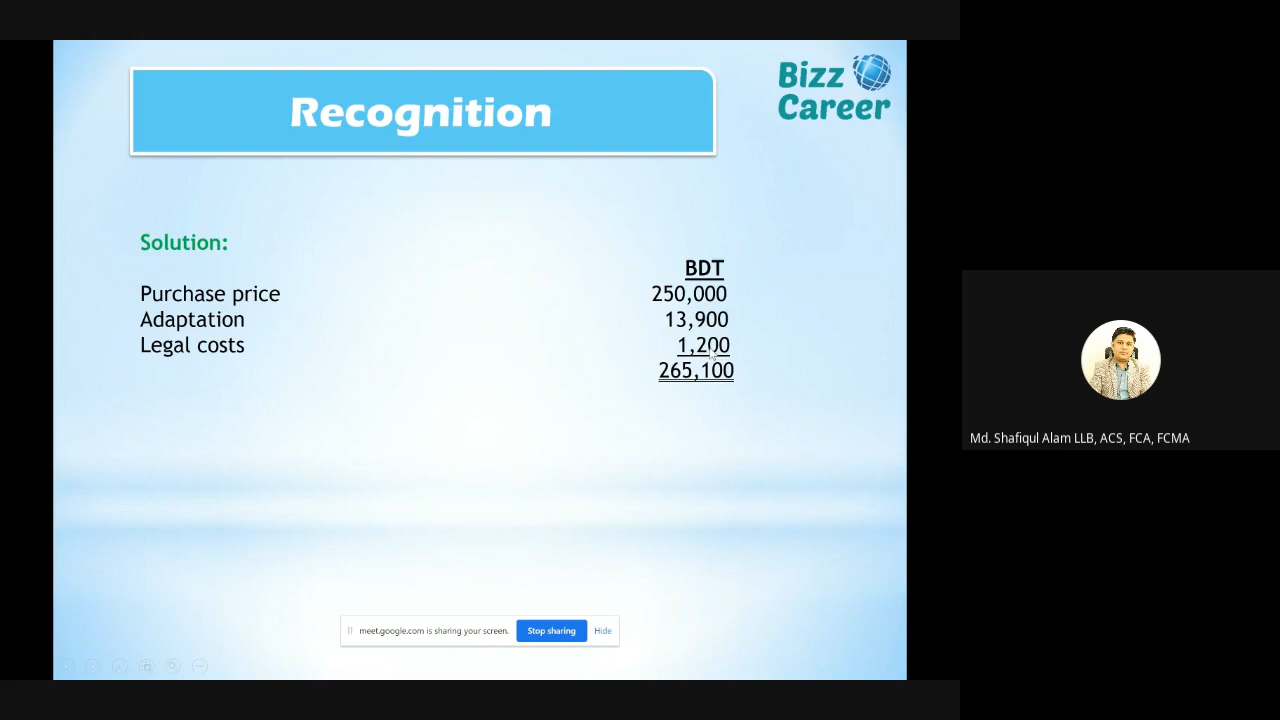 Recognition
Bizz
Career
Solution:
BDT
Purchase price 250,000
Adaptation 13,900
Legal costs 1,200
265,100
meet.google.com is sharing your screen. Stop sharing Hide
Md. Shafiqul Alam LLB, ACS, FCA, FCMA